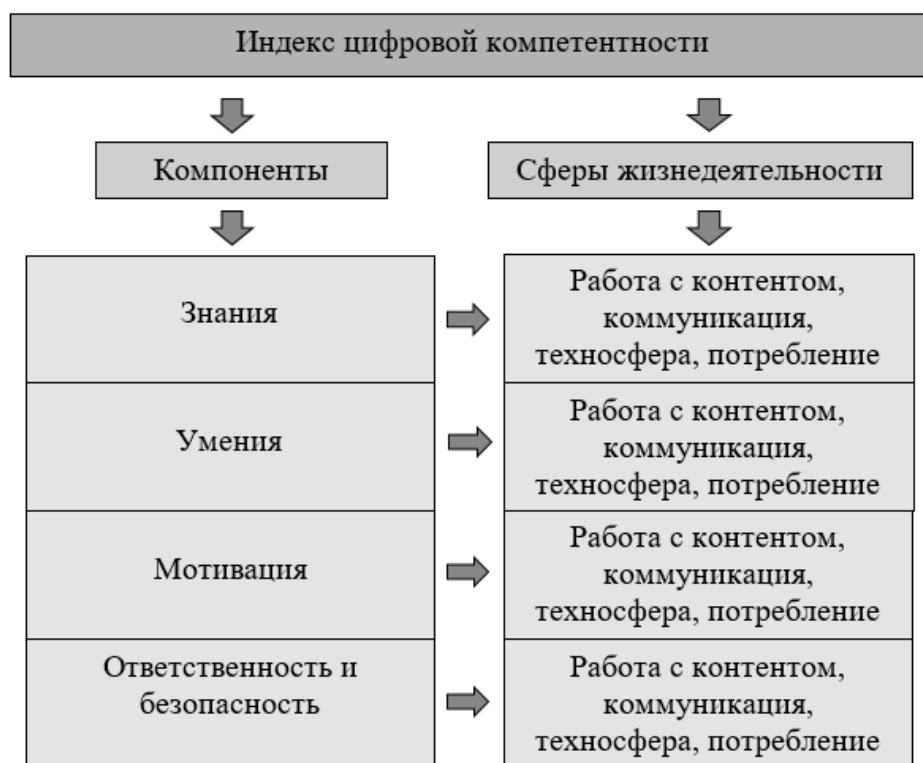 Индекс цифровой компетентности
Компоненты
Сферы жизнедеятельности
Знания
Работа с контентом,
коммуникация,
техносфера, потребление
Умения
Работа с контентом,
коммуникация,
техносфера, потребление
Мотивация
Работа с контентом,
коммуникация,
техносфера, потребление
Ответственность и
безопасность
Работа с контентом,
коммуникация,
техносфера, потребление